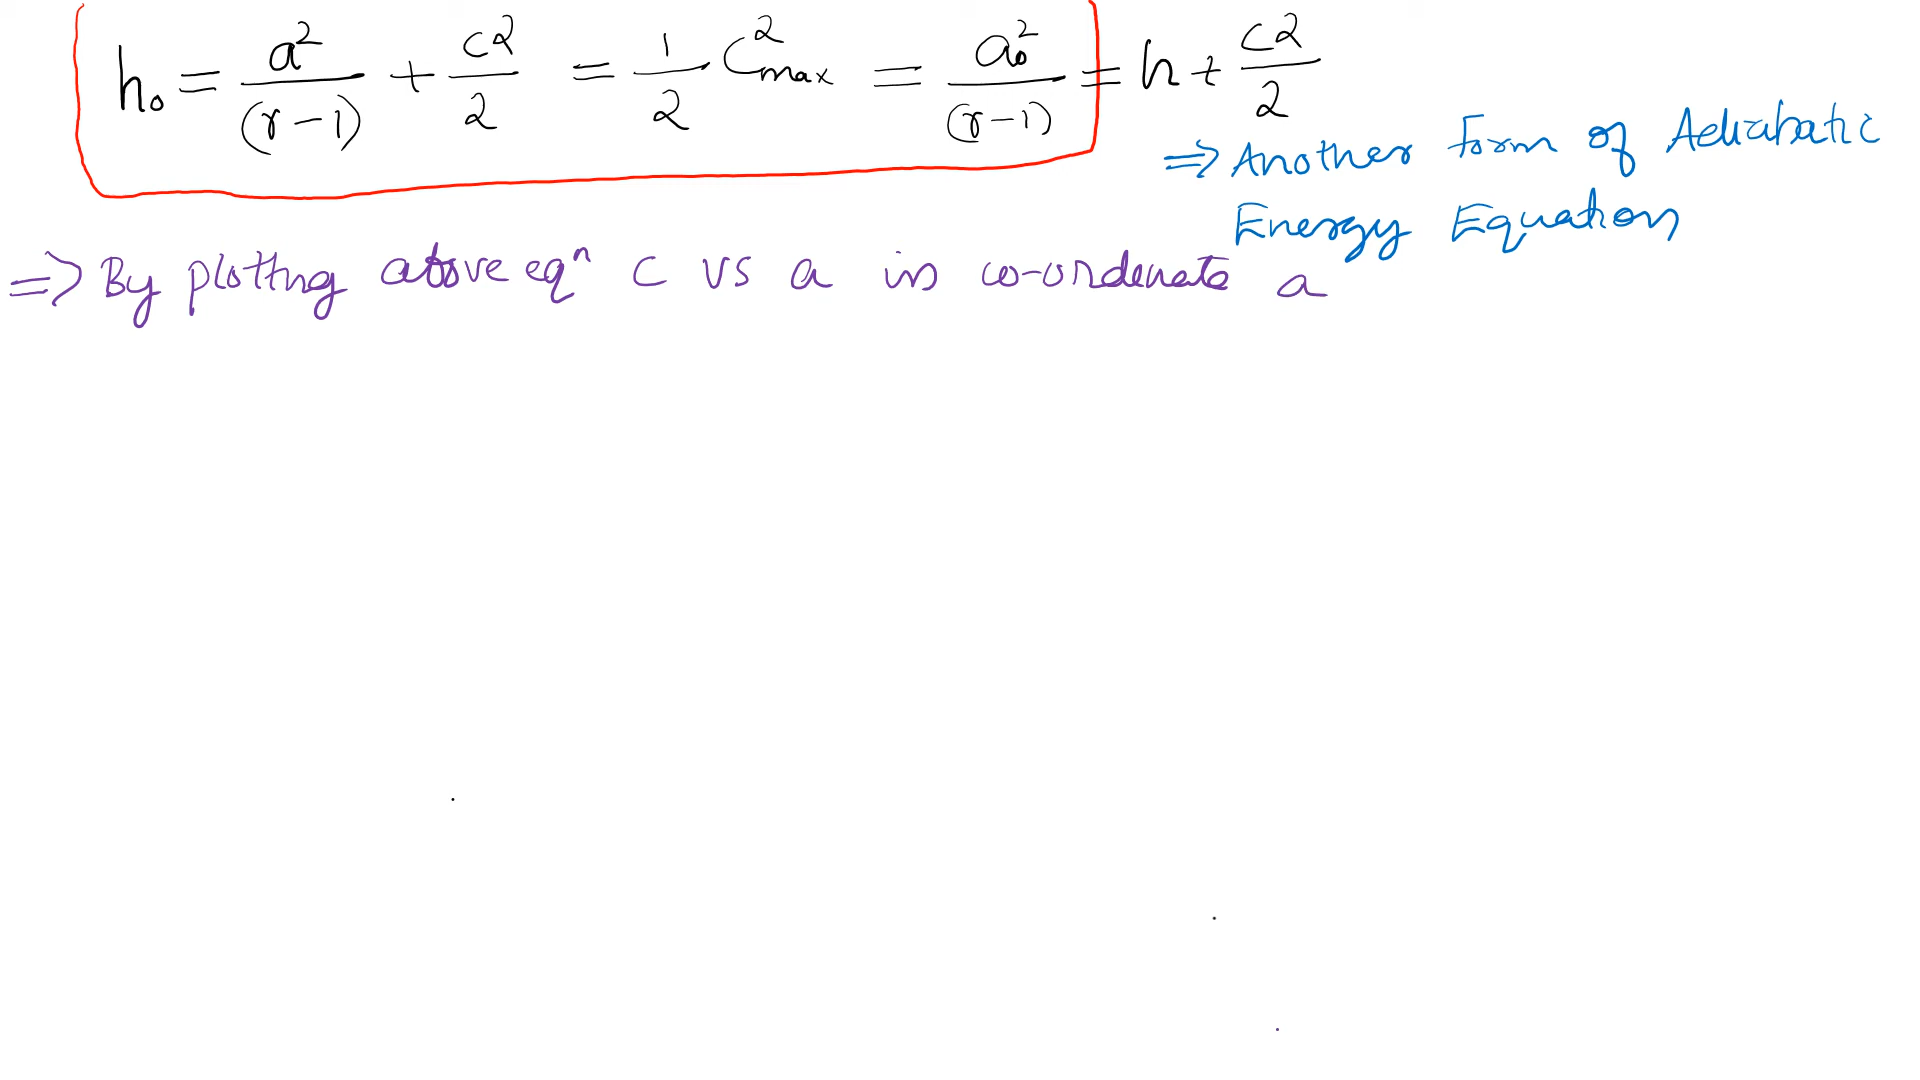 h₀ = a²/(γ-1) + c²/2 = 1/2 C²max = a₀²/(γ-1) = h + c²/2
⇒ Another form of Adiabatic
Energy Equation
⇒ By plotting above eqⁿ c vs a in co-ordenate a